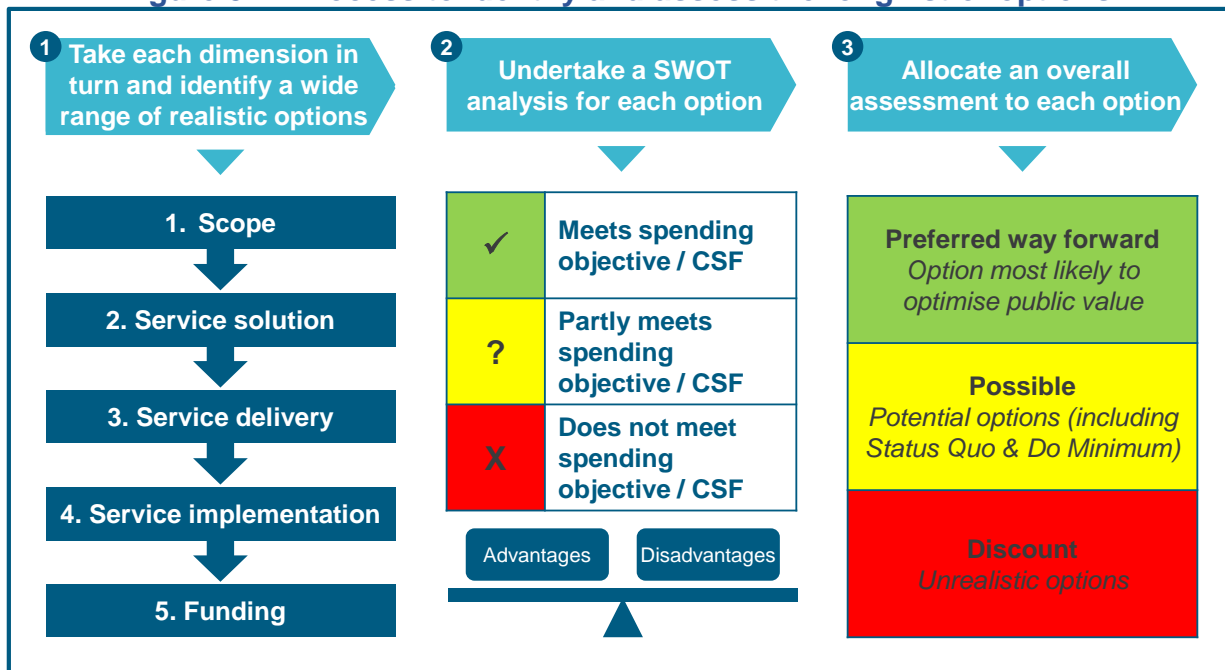 1
Take each dimension in
turn and identify a wide
range of realistic options
1. Scope
2. Service solution
3. Service delivery
4. Service implementation
5. Funding
2
Undertake a SWOT
analysis for each option
✓
Meets spending
objective / CSF
?
Partly meets
spending
objective / CSF
X
Does not meet
spending
objective / CSF
Advantages
Disadvantages
3
Allocate an overall
assessment to each option
Preferred way forward
Option most likely to
optimise public value
Possible
Potential options (including
Status Quo & Do Minimum)
Discount
Unrealistic options